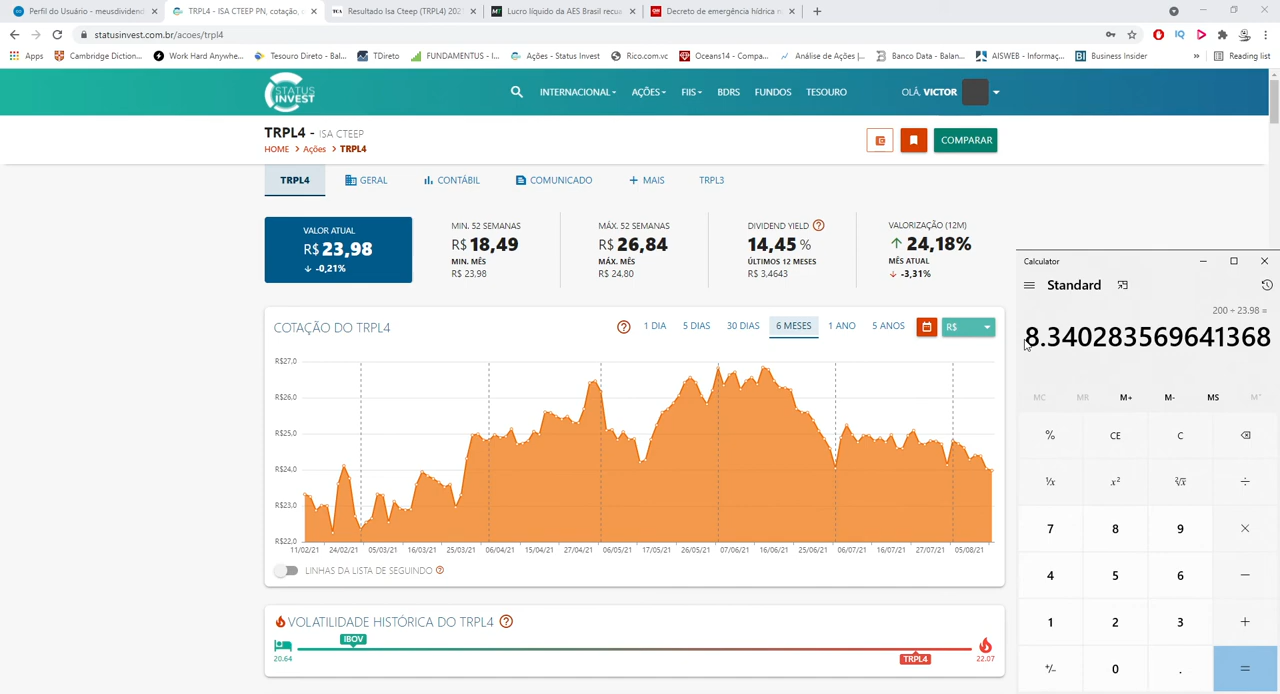 Perfil do Usuário - meusdividend
TRPL4 - ISA CTEEP PN, cotação, o
Resultado Isa Cteep (TRPL4) 202
Lucro líquido da AES Brasil recua
Decreto de emergência hídrica n
statusinvest.com.br/acoes/trpl4
Apps
Cambridge Diction...
Work Hard Anywhe...
Tesouro Direto - Bal...
TDireto
FUNDAMENTUS - I...
Ações - Status Invest
Rico.com.vc
Oceans14 - Compa...
Análise de Ações |...
Banco Data - Balan...
AISWEB - Informaç...
Business Insider
»
Reading list
STATUS INVEST
INTERNACIONAL
AÇÕES
FIIS
BDRS
FUNDOS
TESOURO
OLÁ, VICTOR
TRPL4 - ISA CTEEP
HOME > Ações > TRPL4
COMPARAR
TRPL4
GERAL
CONTÁBIL
COMUNICADO
+ MAIS
TRPL3
VALOR ATUAL
R$ 23,98
↓ -0,21%
MIN. 52 SEMANAS
R$ 18,49
MIN. MÊS
R$ 23.98
MÁX. 52 SEMANAS
R$ 26,84
MÁX. MÊS
R$ 24.80
DIVIDEND YIELD ?
14,45 %
ÚLTIMOS 12 MESES
R$ 3,4643
VALORIZAÇÃO (12M)
↑ 24,18%
MÊS ATUAL
↓ -3,31%
Calculator
Standard
200 ÷ 23.98 =
8.340283569641368
MC MR M+ M- MS M˅
% CE C
¹/x x² ²√x ÷
7 8 9 ×
4 5 6 −
1 2 3 +
+/- 0 . =
COTAÇÃO DO TRPL4
?
1 DIA
5 DIAS
30 DIAS
6 MESES
1 ANO
5 ANOS
R$
R$27.0
R$26.0
R$25.0
R$24.0
R$23.0
R$22.0
11/02/21 24/02/21 05/03/21 16/03/21 25/03/21 06/04/21 15/04/21 27/04/21 06/05/21 17/05/21 26/05/21 07/06/21 16/06/21 25/06/21 06/07/21 16/07/21 27/07/21 05/08/21
LINHAS DA LISTA DE SEGUINDO ?
VOLATILIDADE HISTÓRICA DO TRPL4 ?
IBOV
20.64
TRPL4
22.07